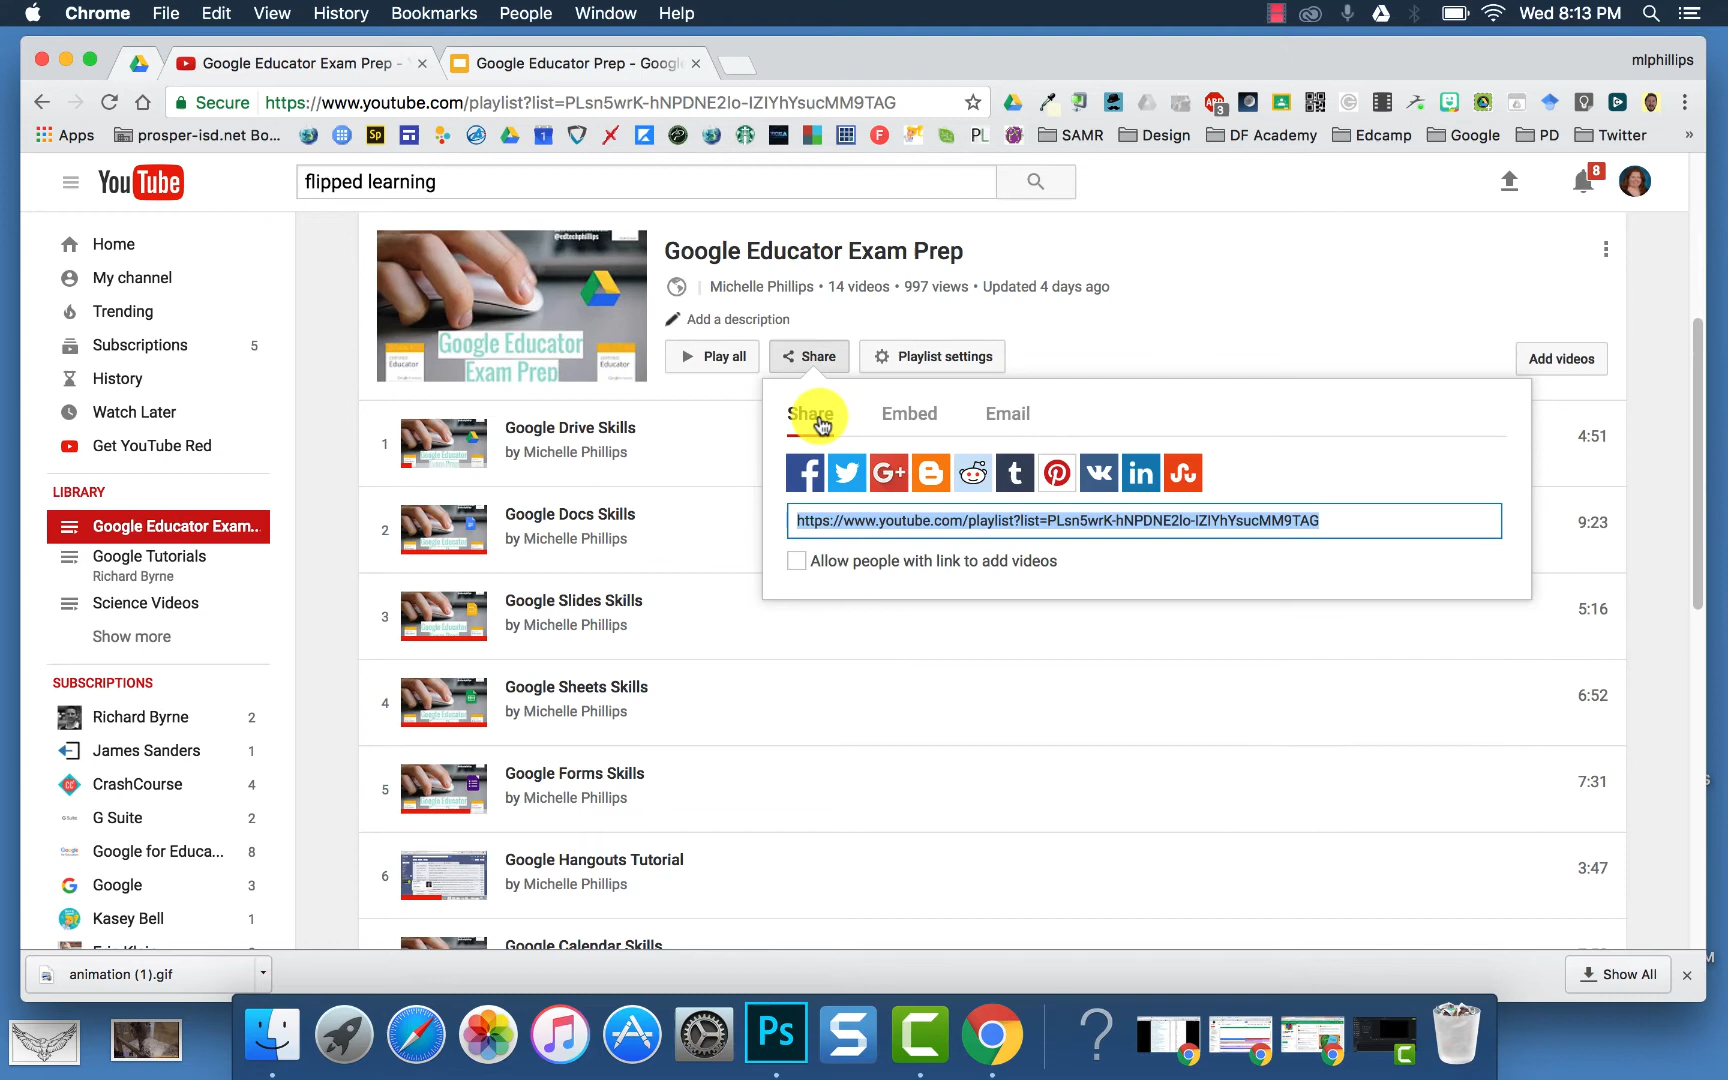 Chrome File Edit View History Bookmarks People Window Help
Wed 8:13 PM
Google Educator Exam Prep -
Google Educator Prep - Googl
mlphillips
Secure https://www.youtube.com/playlist?list=PLsn5wrK-hNPDNE2lo-IZIYhYsucMM9TAG
Apps prosper-isd.net Bo... SAMR Design DF Academy Edcamp Google PD Twitter »
YouTube
flipped learning
8
Home
My channel
Trending
Subscriptions 5
History
Watch Later
Get YouTube Red
LIBRARY
Google Educator Exam..
Google Tutorials
Richard Byrne
Science Videos
Show more
SUBSCRIPTIONS
Richard Byrne 2
James Sanders 1
CrashCourse 4
G Suite 2
Google for Educa... 8
Google 3
Kasey Bell 1
@edtechphillips
Google Educator
Exam Prep
Educator
Educator
Google Educator Exam Prep
Michelle Phillips • 14 videos • 997 views • Updated 4 days ago
Add a description
Play all Share Playlist settings
Add videos
Share Embed Email
https://www.youtube.com/playlist?list=PLsn5wrK-hNPDNE2lo-IZIYhYsucMM9TAG
Allow people with link to add videos
1 Google Drive Skills
by Michelle Phillips
4:51
2 Google Docs Skills
by Michelle Phillips
9:23
3 Google Slides Skills
by Michelle Phillips
5:16
4 Google Sheets Skills
by Michelle Phillips
6:52
5 Google Forms Skills
by Michelle Phillips
7:31
6 Google Hangouts Tutorial
by Michelle Phillips
3:47
Google Calendar Skills
animation (1).gif
Show All
Ps